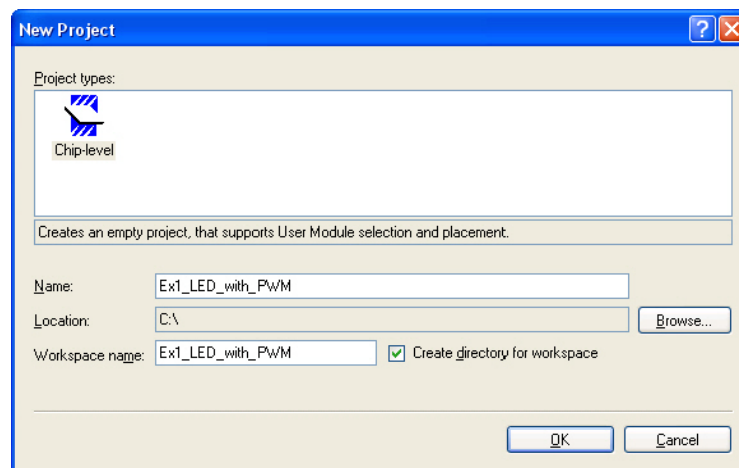 New Project
Project types:
Chip-level
Creates an empty project, that supports User Module selection and placement.
Name: Ex1_LED_with_PWM
Location: C:\ Browse...
Workspace name: Ex1_LED_with_PWM Create directory for workspace
OK Cancel